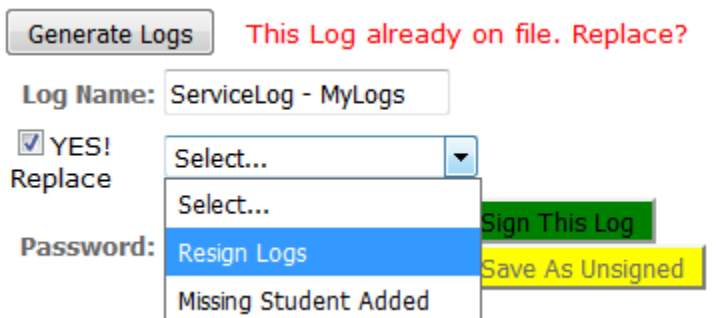 Generate Logs This Log already on file. Replace?
Log Name: ServiceLog - MyLogs
YES! Select...
Replace
Select...
Sign This Log
Password: Resign Logs
Save As Unsigned
Missing Student Added